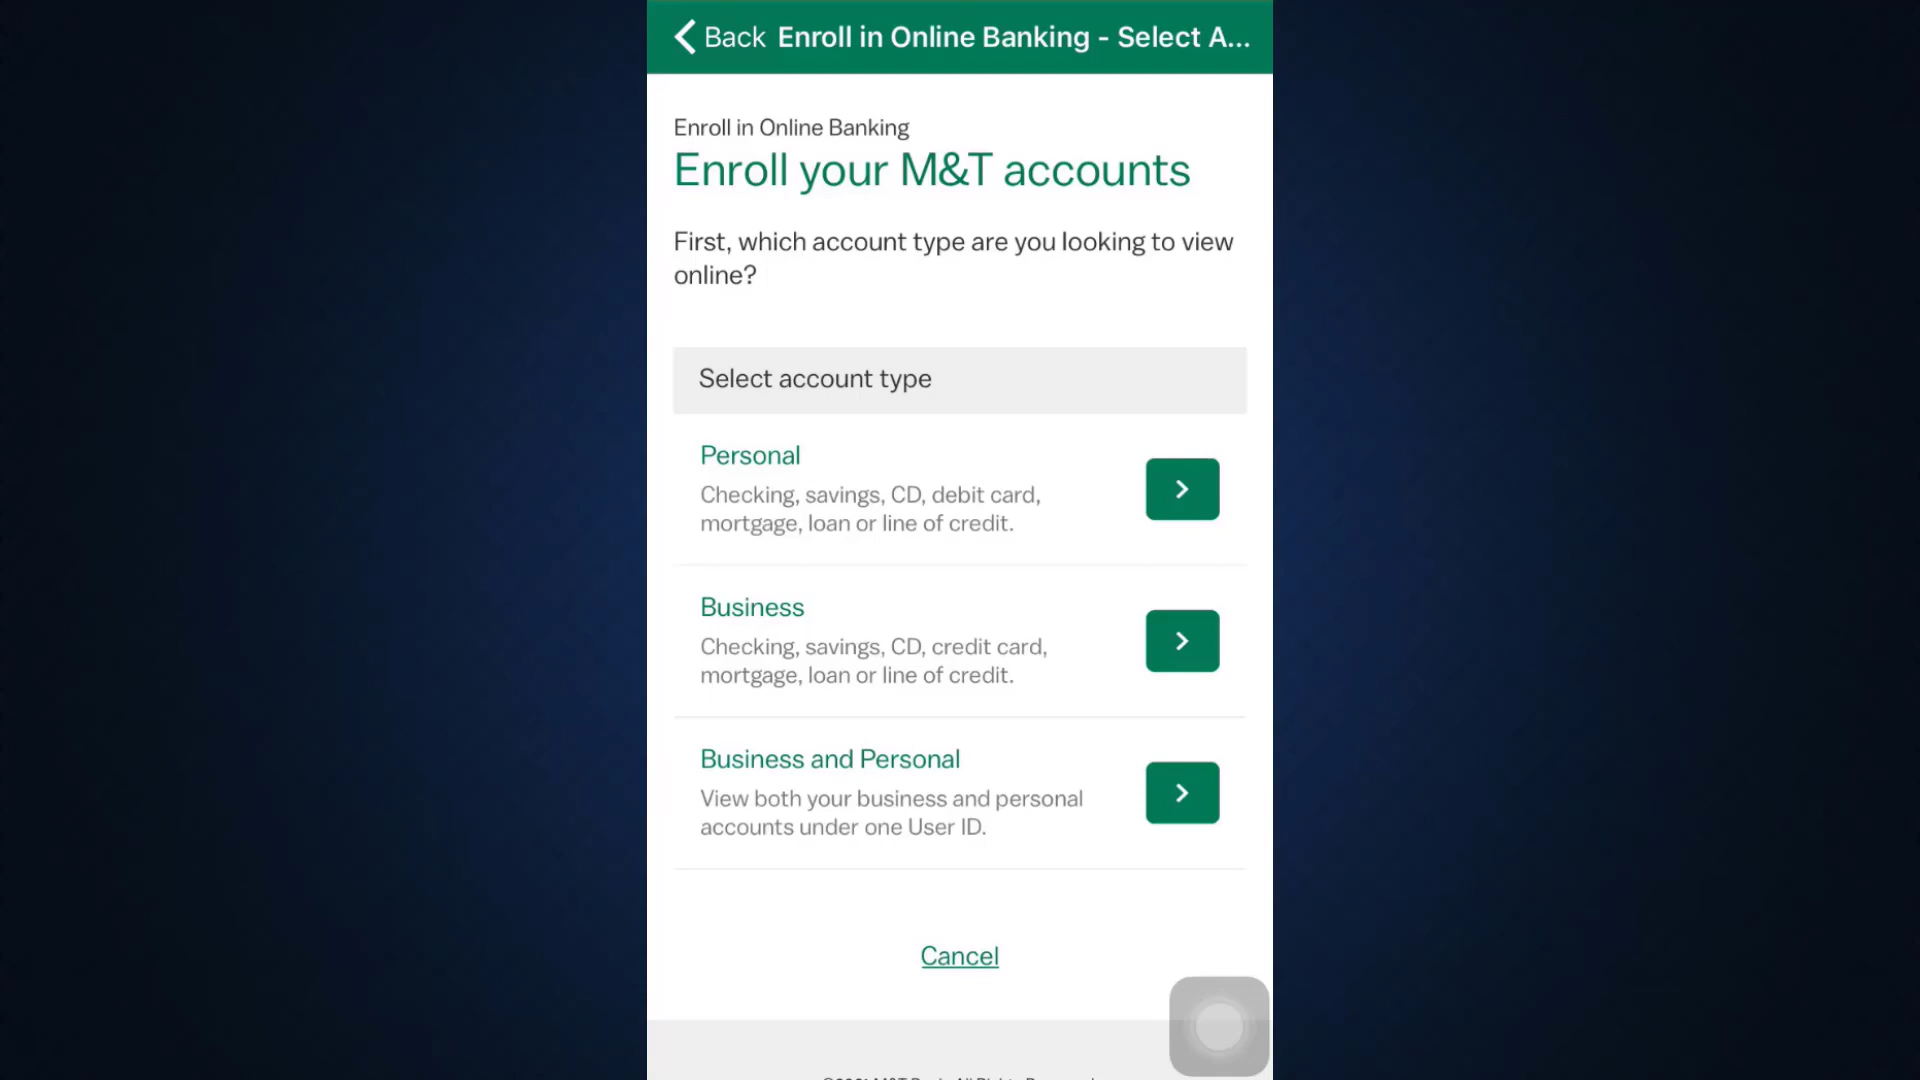 Back Enroll in Online Banking - Select A...
Enroll in Online Banking
Enroll your M&T accounts
First, which account type are you looking to view
online?
Select account type
Personal
Checking, savings, CD, debit card,
mortgage, loan or line of credit.
Business
Checking, savings, CD, credit card,
mortgage, loan or line of credit.
Business and Personal
View both your business and personal
accounts under one User ID.
Cancel